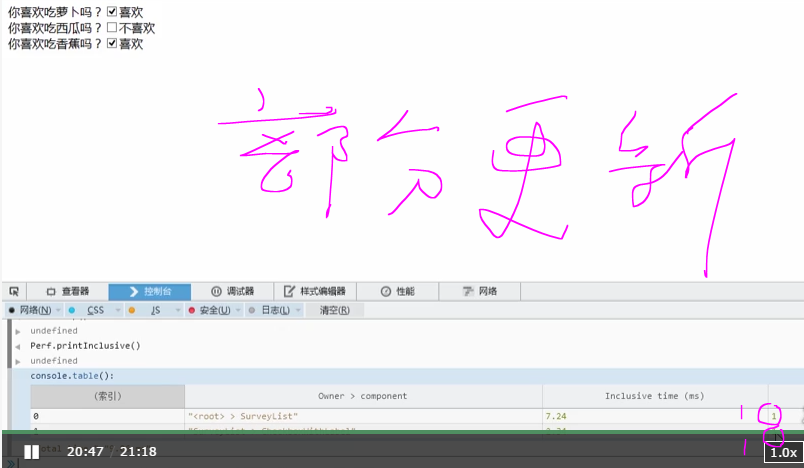 你喜欢吃萝卜吗？ 喜欢
你喜欢吃西瓜吗？ 不喜欢
你喜欢吃香蕉吗？ 喜欢
部分更新
查看器 控制台 调试器 样式编辑器 性能 网络
网络(N) CSS JS 安全(U) 日志(L) 清空(R)
undefined
Perf.printInclusive()
undefined
console.table():
(索引) Owner > component Inclusive time (ms)
0 "<root> > SurveyList" 7.24 1 1
20:47 / 21:18 1 1.0x